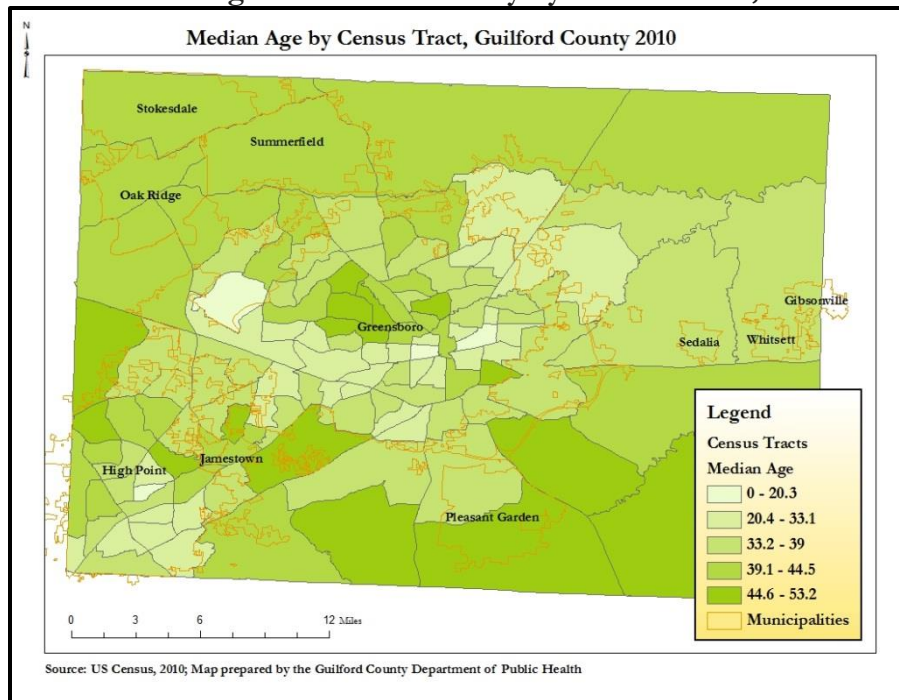 N
Median Age by Census Tract, Guilford County 2010
Stokesdale
Summerfield
Oak Ridge
Greensboro
Gibsonville
Sedalia
Whitsett
High Point
Jamestown
Pleasant Garden
Legend
Census Tracts
Median Age
0 - 20.3
20.4 - 33.1
33.2 - 39
39.1 - 44.5
44.6 - 53.2
Municipalities
0 3 6 12 Miles
Source: US Census, 2010; Map prepared by the Guilford County Department of Public Health